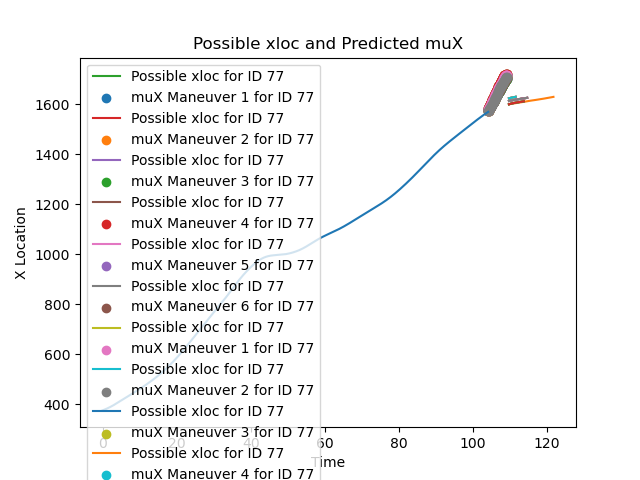 Possible xloc and Predicted muX
X Location
1600
1400
1200
1000
800
600
400
Possible xloc for ID 77
muX Maneuver 1 for ID 77
Possible xloc for ID 77
muX Maneuver 2 for ID 77
Possible xloc for ID 77
muX Maneuver 3 for ID 77
Possible xloc for ID 77
muX Maneuver 4 for ID 77
Possible xloc for ID 77
muX Maneuver 5 for ID 77
Possible xloc for ID 77
muX Maneuver 6 for ID 77
Possible xloc for ID 77
muX Maneuver 1 for ID 77
Possible xloc for ID 77
muX Maneuver 2 for ID 77
Possible xloc for ID 77
muX Maneuver 3 for ID 77
Possible xloc for ID 77
muX Maneuver 4 for ID 77
0 20 40 60 80 100 120
Time